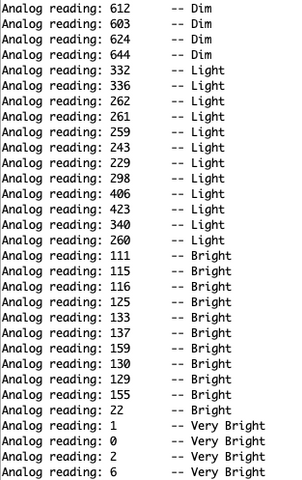 Analog reading: 612 -- Dim
Analog reading: 603 -- Dim
Analog reading: 624 -- Dim
Analog reading: 644 -- Dim
Analog reading: 332 -- Light
Analog reading: 336 -- Light
Analog reading: 262 -- Light
Analog reading: 261 -- Light
Analog reading: 259 -- Light
Analog reading: 243 -- Light
Analog reading: 229 -- Light
Analog reading: 298 -- Light
Analog reading: 406 -- Light
Analog reading: 423 -- Light
Analog reading: 340 -- Light
Analog reading: 260 -- Light
Analog reading: 111 -- Bright
Analog reading: 115 -- Bright
Analog reading: 116 -- Bright
Analog reading: 125 -- Bright
Analog reading: 133 -- Bright
Analog reading: 137 -- Bright
Analog reading: 159 -- Bright
Analog reading: 130 -- Bright
Analog reading: 129 -- Bright
Analog reading: 155 -- Bright
Analog reading: 22 -- Bright
Analog reading: 1 -- Very Bright
Analog reading: 0 -- Very Bright
Analog reading: 2 -- Very Bright
Analog reading: 6 -- Very Bright